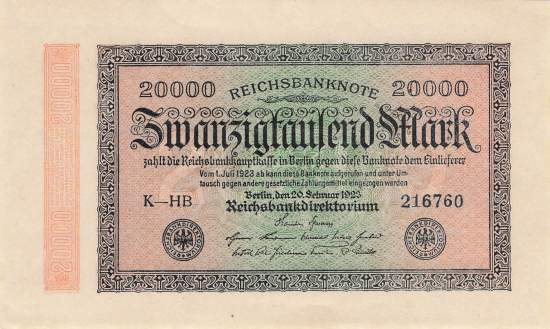 20000 REICHSBANKNOTE 20000
Zwanzigtausend Mark
zahlt die Reichsbankhauptkasse in Berlin gegen diese Banknote dem Einlieferer
Vom 1. Juli 1923 ab kann diese Banknote aufgerufen und unter Um-
tausch gegen andere gesetzliche Zahlungsmittel eingezogen werden
Berlin, den 20. Februar 1923
K—HB Reichsbankdirektorium 216760